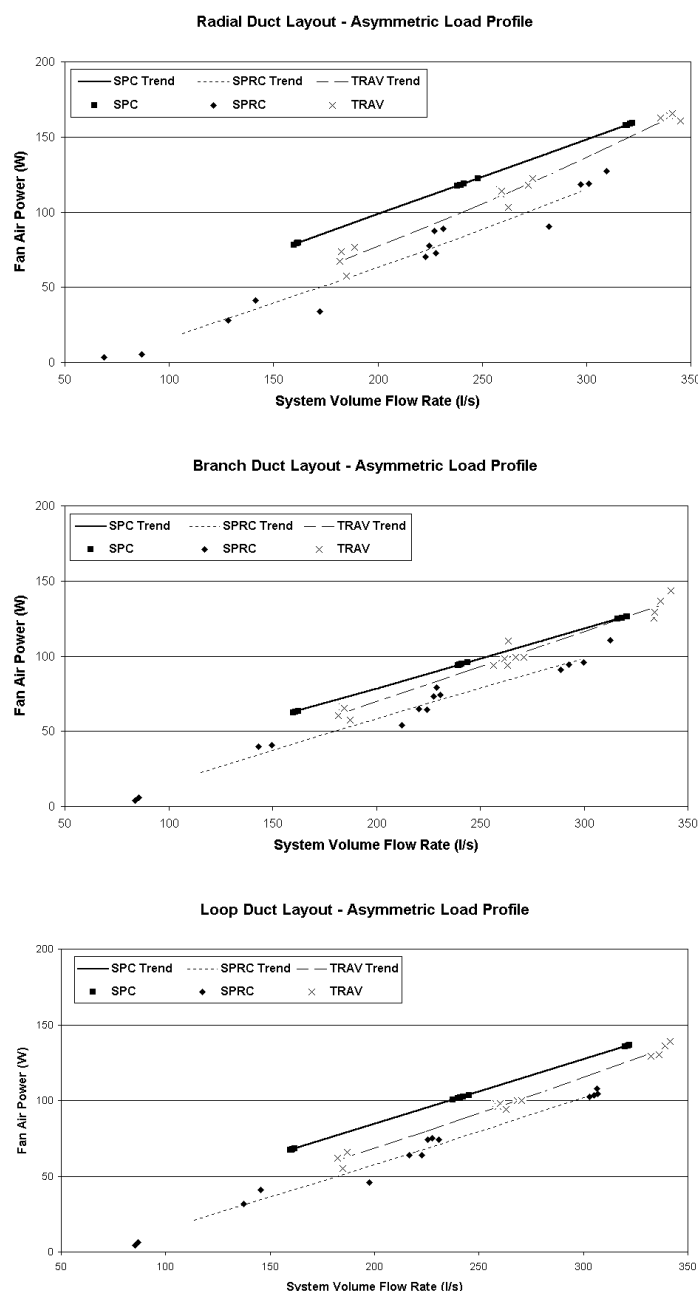 Radial Duct Layout - Asymmetric Load Profile
200
SPC Trend SPRC Trend TRAV Trend
SPC SPRC TRAV
150
100
50
0
Fan Air Power (W)
50 100 150 200 250 300 350
System Volume Flow Rate (l/s)
Branch Duct Layout - Asymmetric Load Profile
200
SPC Trend SPRC Trend TRAV Trend
SPC SPRC TRAV
150
100
50
0
Fan Air Power (W)
50 100 150 200 250 300 350
System Volume Flow Rate (l/s)
Loop Duct Layout - Asymmetric Load Profile
200
SPC Trend SPRC Trend TRAV Trend
SPC SPRC TRAV
150
100
50
0
Fan Air Power (W)
50 100 150 200 250 300 350
System Volume Flow Rate (l/s)